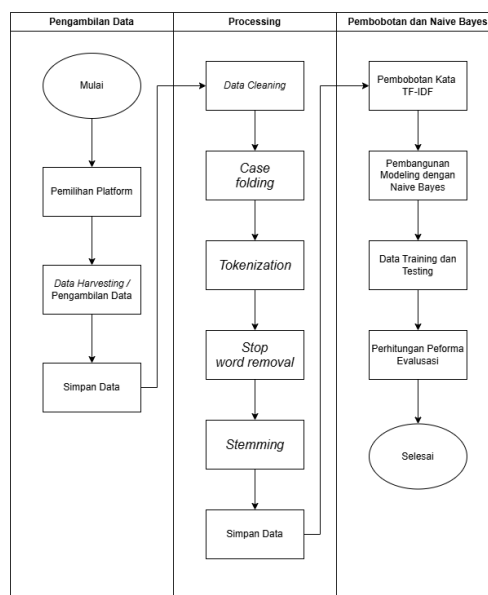 Pengambilan Data
Mulai
Pemilihan Platform
Data Harvesting /
Pengambilan Data
Simpan Data
Processing
Data Cleaning
Case
folding
Tokenization
Stop
word removal
Stemming
Simpan Data
Pembobotan dan Naive Bayes
Pembobotan Kata
TF-IDF
Pembangunan
Modeling dengan
Naive Bayes
Data Training dan
Testing
Perhitungan Peforma
Evalusasi
Selesai